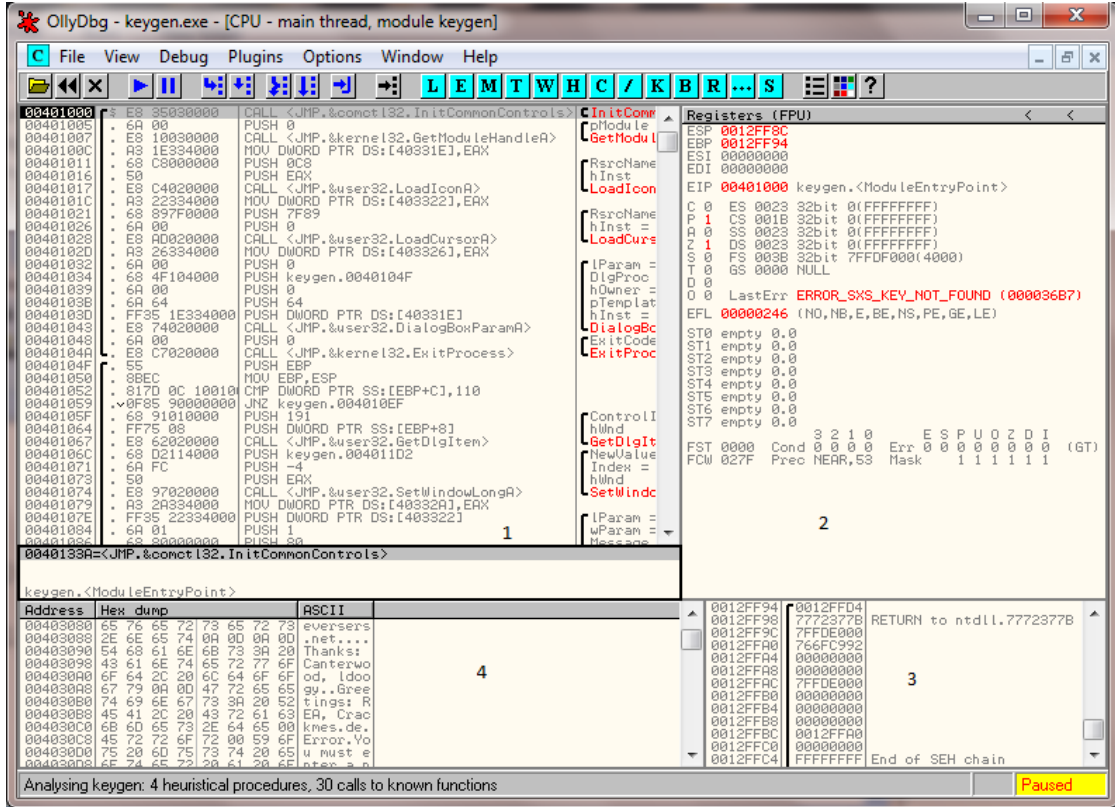 OllyDbg - keygen.exe - [CPU - main thread, module keygen]
C File View Debug Plugins Options Window Help
L E M T W H C / K B R ... S ?
00401000 $ E8 35030000 CALL <JMP.&comctl32.InitCommonControls> InitComm
00401005 . 6A 00 PUSH 0 pModule
00401007 . E8 10030000 CALL <JMP.&kernel32.GetModuleHandleA> GetModul
0040100C . A3 1E334000 MOV DWORD PTR DS:[40331E],EAX
00401011 . 68 C8000000 PUSH 0C8 RsrcName
00401016 . 50 PUSH EAX hInst
00401017 . E8 C4020000 CALL <JMP.&user32.LoadIconA> LoadIcon
0040101C . A3 22334000 MOV DWORD PTR DS:[403322],EAX
00401021 . 68 897F0000 PUSH 7F89 RsrcName
00401026 . 6A 00 PUSH 0 hInst =
00401028 . E8 AD020000 CALL <JMP.&user32.LoadCursorA> LoadCurs
0040102D . A3 26334000 MOV DWORD PTR DS:[403326],EAX
00401032 . 6A 00 PUSH 0 lParam =
00401034 . 68 4F104000 PUSH keygen.0040104F DlgProc
00401039 . 6A 00 PUSH 0 hOwner =
0040103B . 6A 64 PUSH 64 pTemplat
0040103D . FF35 1E334000 PUSH DWORD PTR DS:[40331E] hInst =
00401043 . E8 74020000 CALL <JMP.&user32.DialogBoxParamA> DialogBo
00401048 . 6A 00 PUSH 0 ExitCode
0040104A . E8 C7020000 CALL <JMP.&kernel32.ExitProcess> ExitProc
0040104F . 55 PUSH EBP
00401050 . 8BEC MOV EBP,ESP
00401052 . 817D 0C 10010 CMP DWORD PTR SS:[EBP+C],110
00401059 . 0F85 90000000 JNZ keygen.004010EF
0040105F . 68 91010000 PUSH 191 ControlI
00401064 . FF75 08 PUSH DWORD PTR SS:[EBP+8] hWnd
00401067 . E8 62020000 CALL <JMP.&user32.GetDlgItem> GetDlgIt
0040106C . 68 D2114000 PUSH keygen.004011D2 NewValue
00401071 . 6A FC PUSH -4 Index =
00401073 . 50 PUSH EAX hWnd
00401074 . E8 97020000 CALL <JMP.&user32.SetWindowLongA> SetWindo
00401079 . A3 2A334000 MOV DWORD PTR DS:[40332A],EAX
0040107E . FF35 22334000 PUSH DWORD PTR DS:[403322] lParam =
00401084 . 6A 01 PUSH 1 wParam =
00401086 . 68 80000000 PUSH 80 Message
1
0040133A=<JMP.&comctl32.InitCommonControls>
keygen.<ModuleEntryPoint>
Registers (FPU) < <
ESP 0012FF8C
EBP 0012FF94
ESI 00000000
EDI 00000000
EIP 00401000 keygen.<ModuleEntryPoint>
C 0 ES 0023 32bit 0(FFFFFFFF)
P 1 CS 001B 32bit 0(FFFFFFFF)
A 0 SS 0023 32bit 0(FFFFFFFF)
Z 1 DS 0023 32bit 0(FFFFFFFF)
S 0 FS 003B 32bit 7FFDF000(4000)
T 0 GS 0000 NULL
D 0
O 0 LastErr ERROR_SXS_KEY_NOT_FOUND (000036B7)
EFL 00000246 (NO,NB,E,BE,NS,PE,GE,LE)
ST0 empty 0.0
ST1 empty 0.0
ST2 empty 0.0
ST3 empty 0.0
ST4 empty 0.0
ST5 empty 0.0
ST6 empty 0.0
ST7 empty 0.0
3 2 1 0 E S P U O Z D I
FST 0000 Cond 0 0 0 0 Err 0 0 0 0 0 0 0 0 (GT)
FCW 027F Prec NEAR,53 Mask 1 1 1 1 1 1
2
Address Hex dump ASCII
00403080 65 76 65 72 73 65 72 73 eversers
00403088 2E 6E 65 74 0A 0D 0A 0D .net....
00403090 54 68 61 6E 6B 73 3A 20 Thanks:
00403098 43 61 6E 74 65 72 77 6F Canterwo
004030A0 6F 64 2C 20 6C 64 6F 6F od, ldoo
004030A8 67 79 0A 0D 47 72 65 65 gy..Gree
004030B0 74 69 6E 67 73 3A 20 52 tings: R
004030B8 45 41 2C 20 43 72 61 63 EA, Crac
004030C0 6B 6D 65 73 2E 64 65 00 kmes.de.
004030C8 45 72 72 6F 72 00 59 6F Error.Yo
004030D0 75 20 6D 75 73 74 20 65 u must e
004030D8 6E 74 65 72 20 61 20 6E nter a n
4
0012FF94 0012FFD4
0012FF98 7772377B RETURN to ntdll.7772377B
0012FF9C 7FFDE000
0012FFA0 766FC992
0012FFA4 00000000
0012FFA8 00000000
0012FFAC 7FFDE000
0012FFB0 00000000
0012FFB4 00000000
0012FFB8 00000000
0012FFBC 0012FFA0
0012FFC0 00000000
0012FFC4 FFFFFFFF End of SEH chain
3
Analysing keygen: 4 heuristical procedures, 30 calls to known functions
Paused